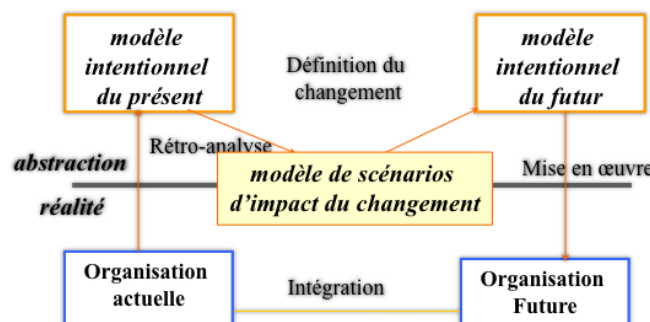 modèle
intentionnel
du présent
Définition du
changement
modèle
intentionnel
du futur
Rétro-analyse
abstraction
modèle de scénarios
d'impact du changement
Mise en œuvre
réalité
Organisation
actuelle
Intégration
Organisation
Future